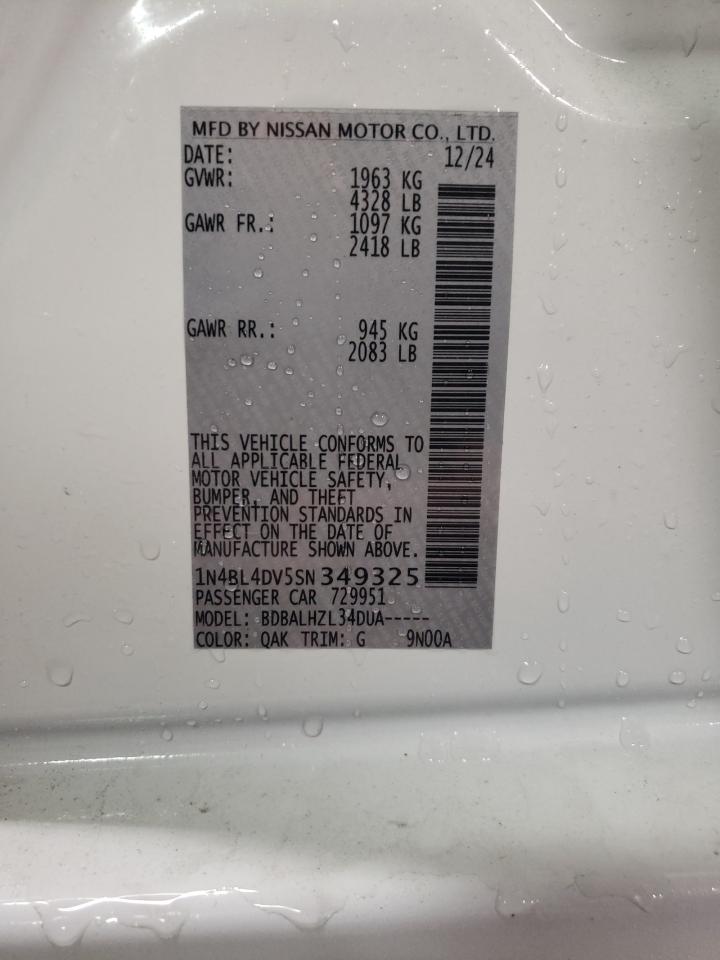 MFD BY NISSAN MOTOR CO., LTD.
DATE: 12/24
GVWR: 1963 KG
4328 LB
GAWR FR.: 1097 KG
2418 LB
GAWR RR.: 945 KG
2083 LB
THIS VEHICLE CONFORMS TO
ALL APPLICABLE FEDERAL
MOTOR VEHICLE SAFETY,
BUMPER, AND THEFT
PREVENTION STANDARDS IN
EFFECT ON THE DATE OF
MANUFACTURE SHOWN ABOVE.
1N4BL4DV5SN349325
PASSENGER CAR 729951
MODEL: BDBALHZL34DUA-----
COLOR: QAK TRIM: G 9N00A